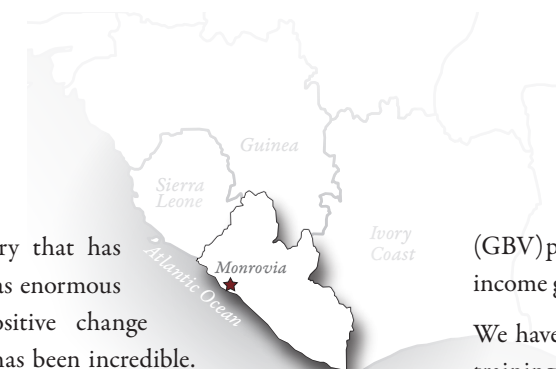 Guinea
Sierra
Leone
Ivory
Coast
Monrovia
Atlantic Ocean
ry that has
as enormous
ositive change
has been incredible.
(GBV)
income
We have